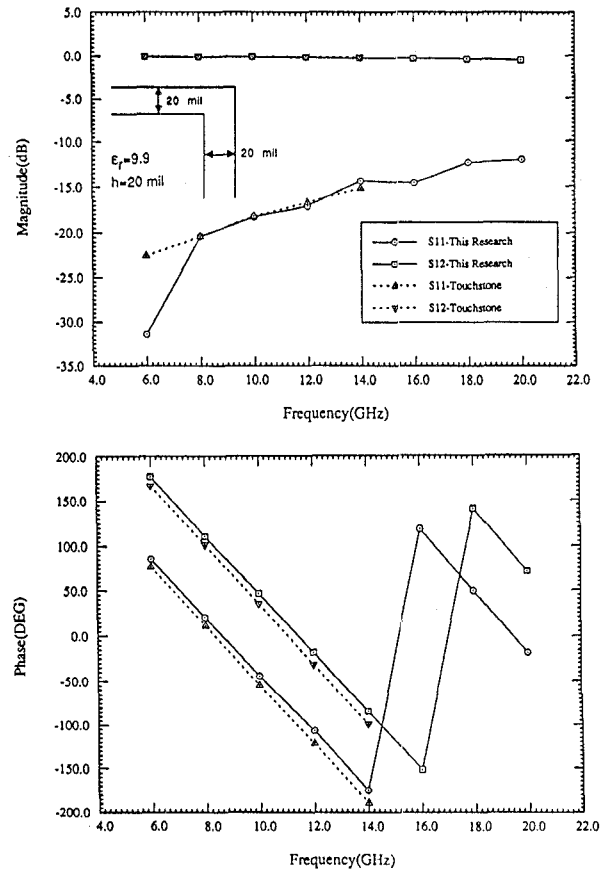 5.0
0.0
-5.0
-10.0
-15.0
-20.0
-25.0
-30.0
-35.0
Magnitude(dB)
20 mil
20 mil
εr=9.9
h=20 mil
S11-This Research
S12-This Research
S11-Touchstone
S12-Touchstone
4.0 6.0 8.0 10.0 12.0 14.0 16.0 18.0 20.0 22.0
Frequency(GHz)
200.0
150.0
100.0
50.0
0.0
-50.0
-100.0
-150.0
-200.0
Phase(DEG)
4.0 6.0 8.0 10.0 12.0 14.0 16.0 18.0 20.0 22.0
Frequency(GHz)